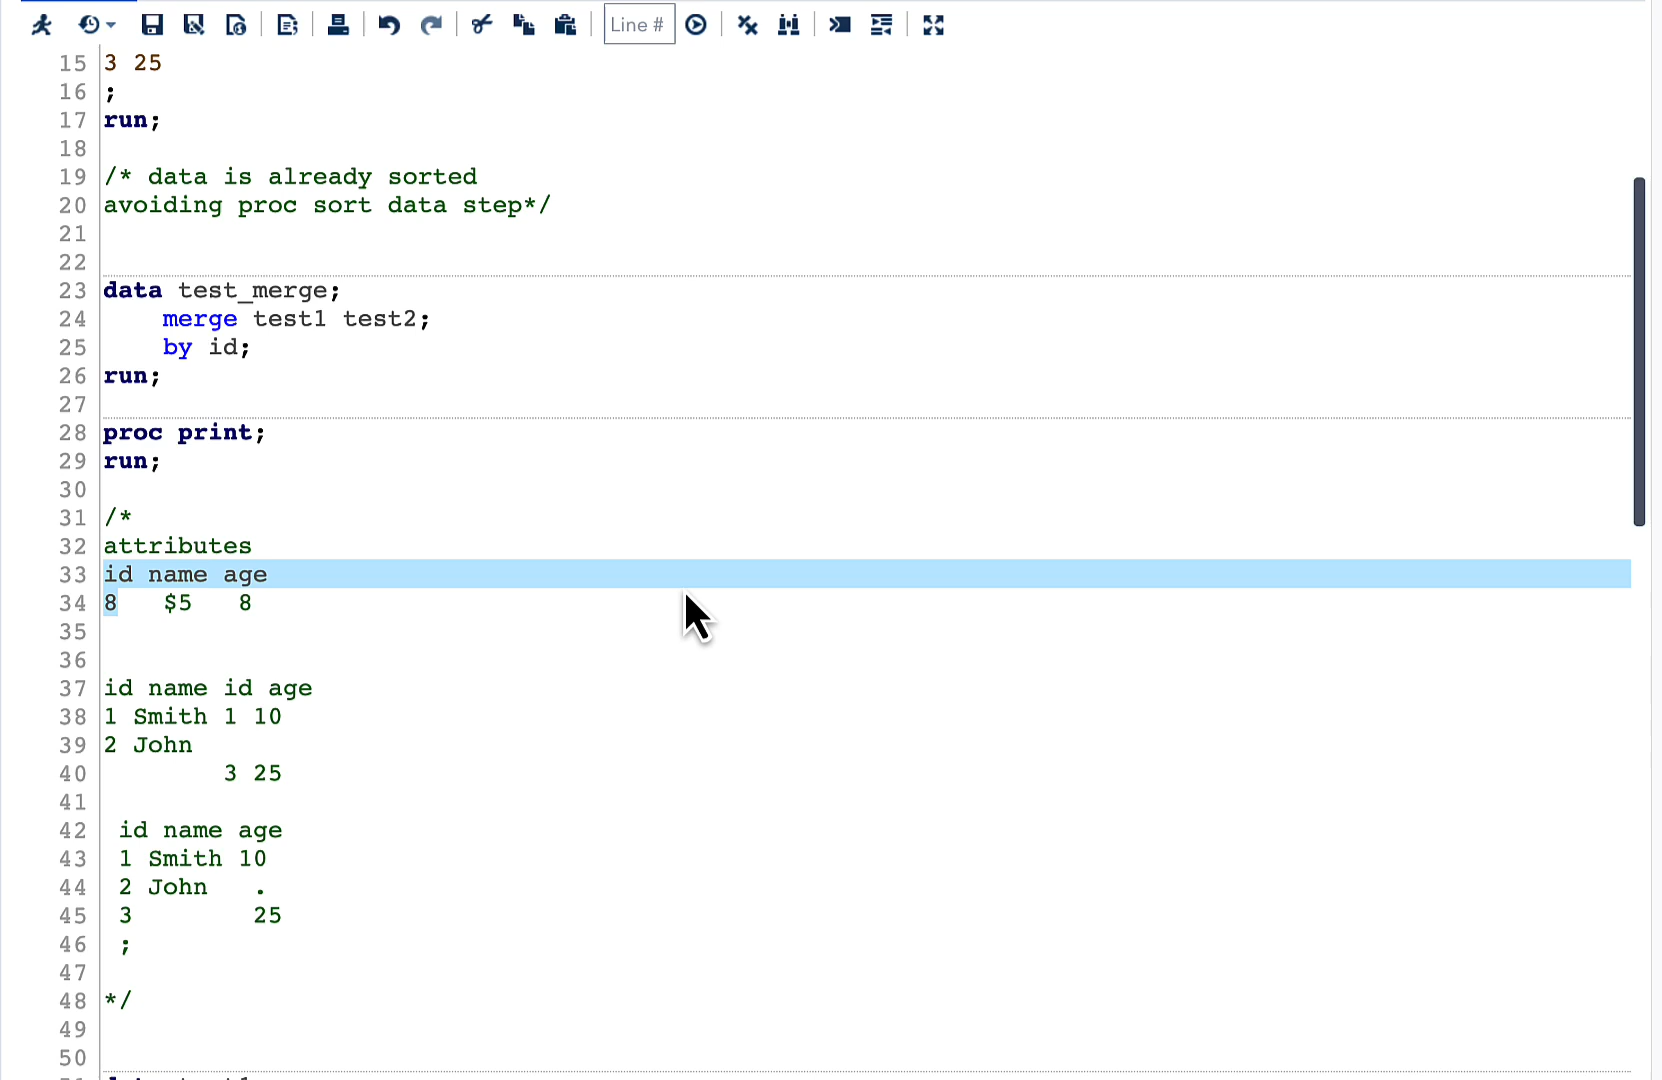 Line #
15 3 25
16 ;
17 run;
18
19 /* data is already sorted
20 avoiding proc sort data step*/
21
22
23 data test_merge;
24     merge test1 test2;
25     by id;
26 run;
27
28 proc print;
29 run;
30
31 /*
32 attributes
33 id name age
34 8   $5   8
35
36
37 id name id age
38 1 Smith 1 10
39 2 John
40         3 25
41
42  id name age
43  1 Smith 10
44  2 John   .
45  3        25
46  ;
47
48 */
49
50